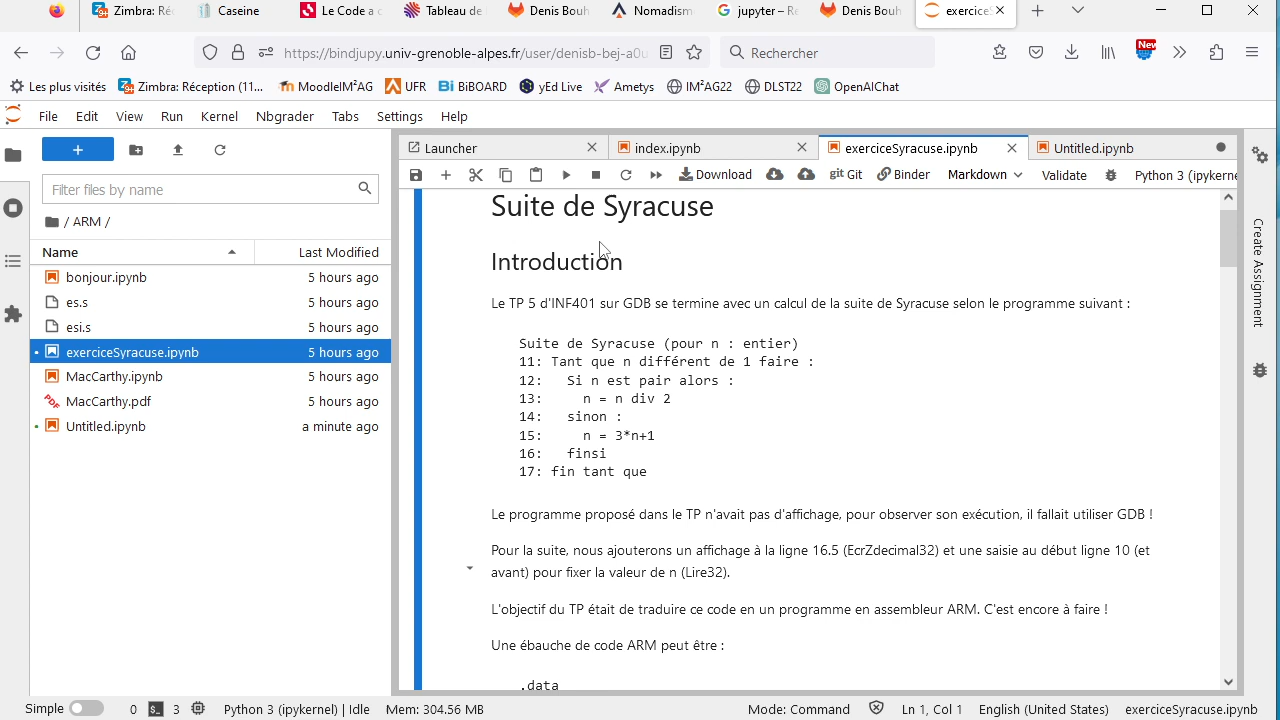 Zimbra: Réc
Caseine
Le Code a c
Tableau de
Denis Bouh
Nomadism
jupyter – Re
Denis Bouh
exerciceS
https://bindjupy.univ-grenoble-alpes.fr/user/denisb-bej-a0u
Rechercher
New
Les plus visités
Zimbra: Réception (11...
MoodleIM²AG
UFR
BiBOARD
yEd Live
Ametys
IM²AG22
DLST22
OpenAIChat
File Edit View Run Kernel Nbgrader Tabs Settings Help
Launcher
index.ipynb
exerciceSyracuse.ipynb
Untitled.ipynb
Download
git Git
Binder
Markdown
Validate
Python 3 (ipykerne
Filter files by name
/ ARM /
Name Last Modified
bonjour.ipynb 5 hours ago
es.s 5 hours ago
esi.s 5 hours ago
exerciceSyracuse.ipynb 5 hours ago
MacCarthy.ipynb 5 hours ago
MacCarthy.pdf 5 hours ago
Untitled.ipynb a minute ago
Suite de Syracuse
Introduction
Le TP 5 d'INF401 sur GDB se termine avec un calcul de la suite de Syracuse selon le programme suivant :
Suite de Syracuse (pour n : entier)
11: Tant que n différent de 1 faire :
12:   Si n est pair alors :
13:     n = n div 2
14:   sinon :
15:     n = 3*n+1
16:   finsi
17: fin tant que
Le programme proposé dans le TP n'avait pas d'affichage, pour observer son exécution, il fallait utiliser GDB !
Pour la suite, nous ajouterons un affichage à la ligne 16.5 (EcrZdecimal32) et une saisie au début ligne 10 (et
avant) pour fixer la valeur de n (Lire32).
L'objectif du TP était de traduire ce code en un programme en assembleur ARM. C'est encore à faire !
Une ébauche de code ARM peut être :
.data
Create Assignment
Simple
0
3
Python 3 (ipykernel) | Idle
Mem: 304.56 MB
Mode: Command
Ln 1, Col 1
English (United States)
exerciceSyracuse.ipynb